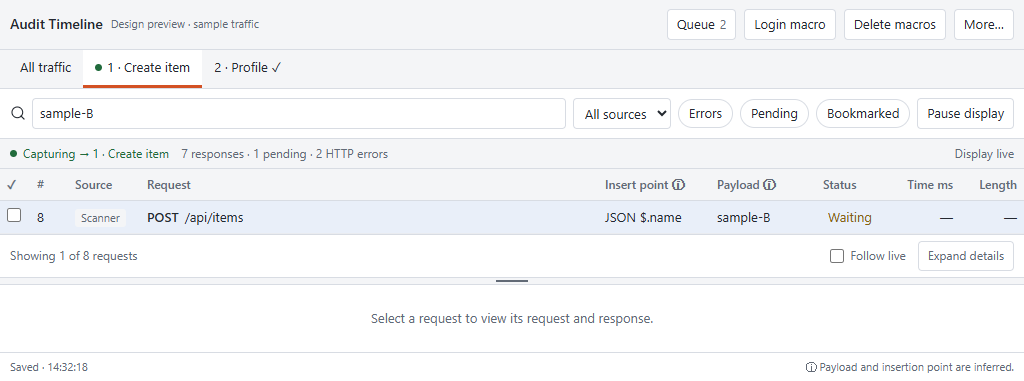 Audit Timeline Design preview · sample traffic Queue 2 Login macro Delete macros More...
All traffic ● 1 · Create item 2 · Profile ✓
sample-B All sources Errors Pending Bookmarked Pause display
● Capturing → 1 · Create item 7 responses · 1 pending · 2 HTTP errors Display live
✓ # Source Request Insert point ⓘ Payload ⓘ Status Time ms Length
8 Scanner POST /api/items JSON $.name sample-B Waiting — —
Showing 1 of 8 requests Follow live Expand details
Select a request to view its request and response.
Saved · 14:32:18 ⓘ Payload and insertion point are inferred.